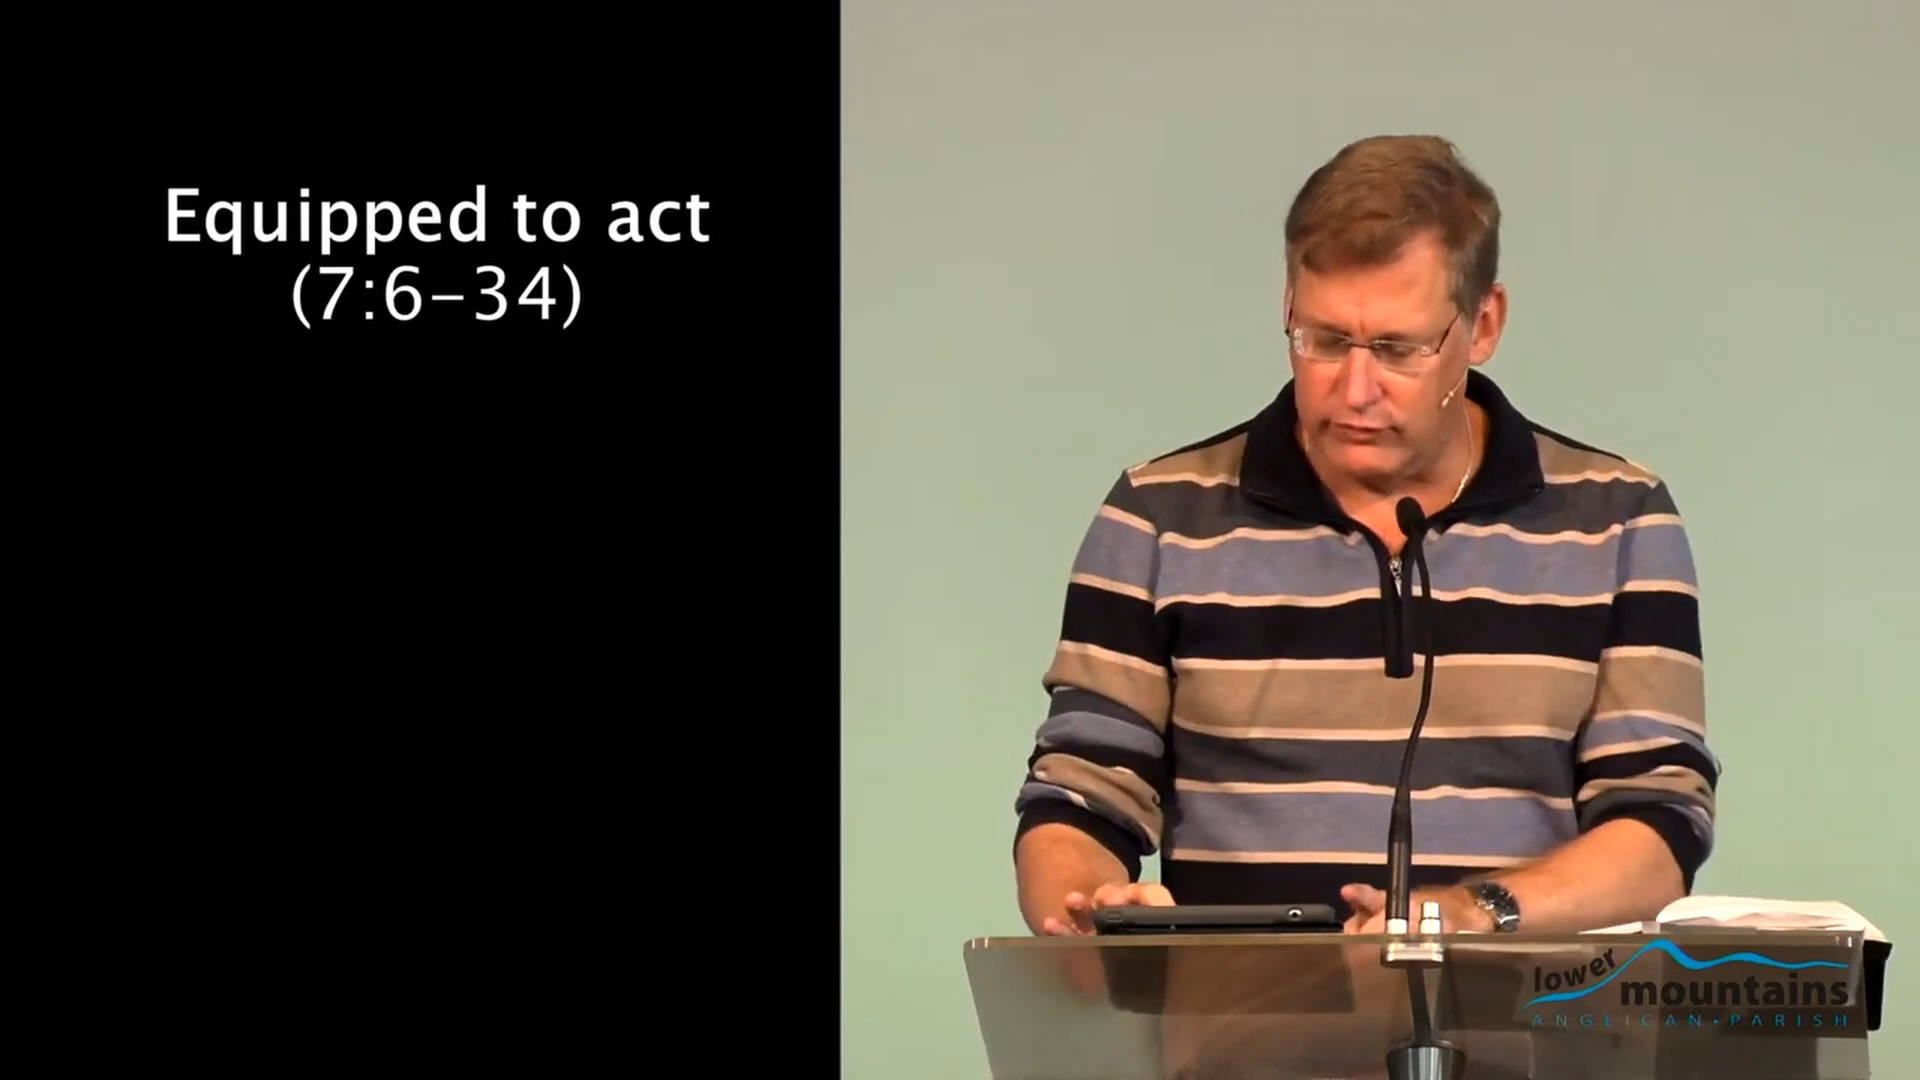 Equipped to act
(7:6-34)
lower
mountains
ANGLICAN • PARISH